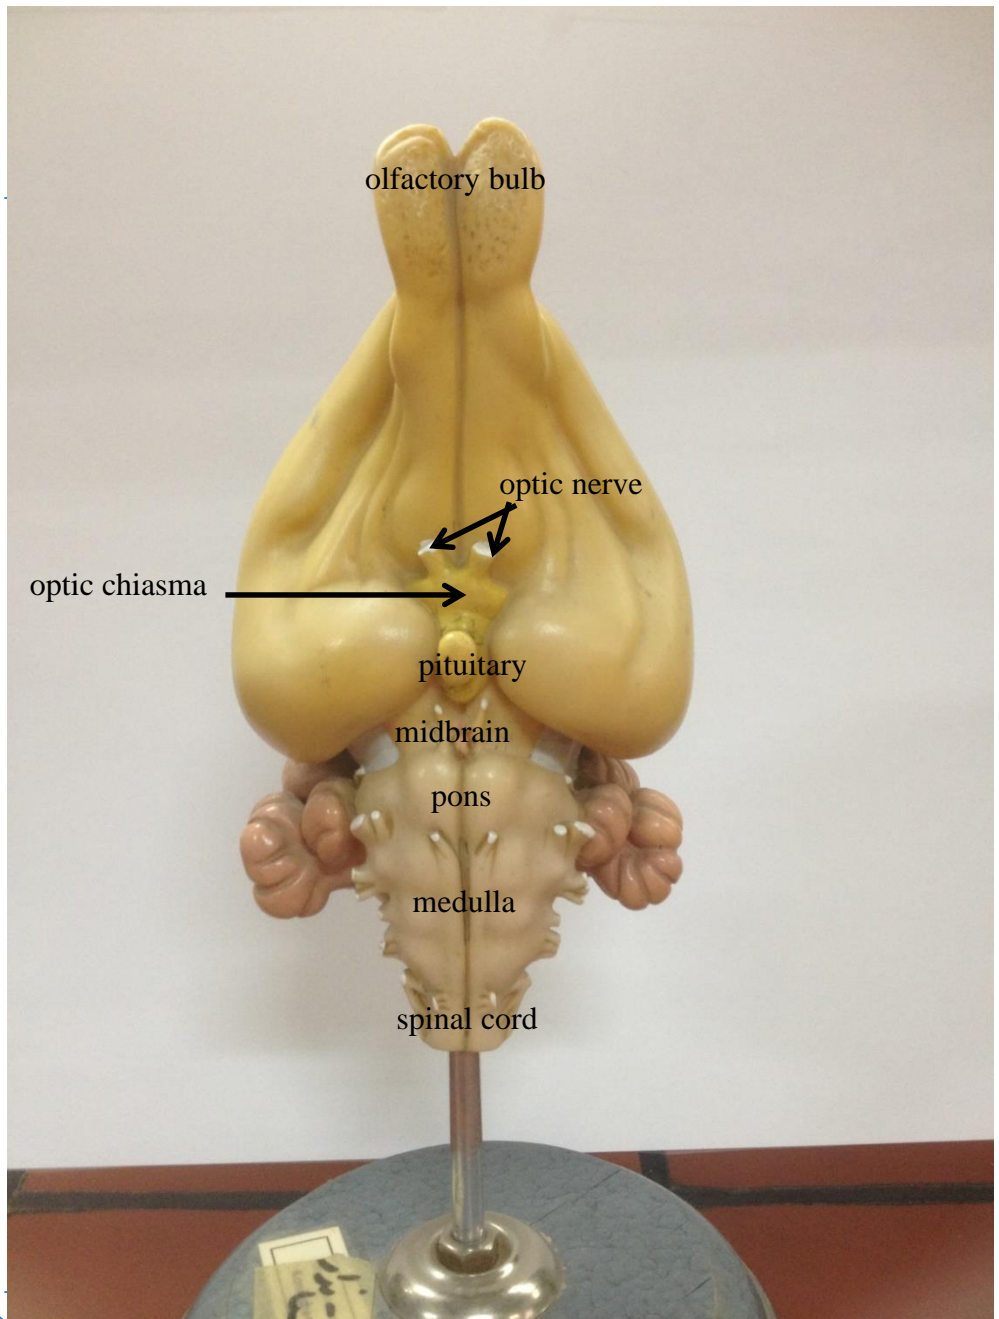 olfactory bulb
optic nerve
optic chiasma
pituitary
midbrain
pons
medulla
spinal cord